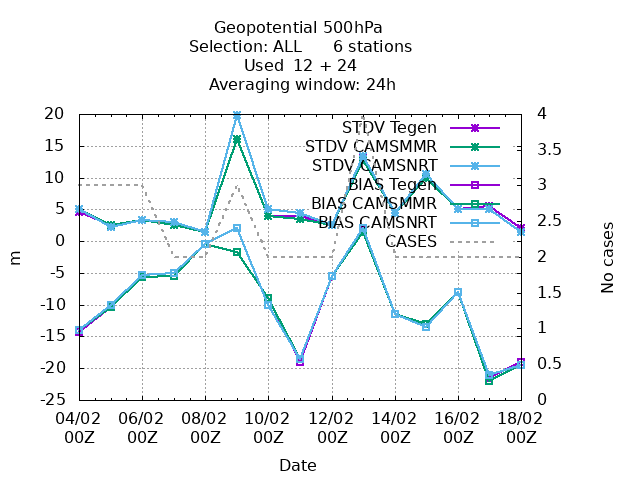 Geopotential 500hPa
Selection: ALL 6 stations
Used 12 + 24
Averaging window: 24h
20
15
10
5
0
-5
-10
-15
-20
-25
m
4
3.5
3
2.5
2
1.5
1
0.5
0
No cases
STDV Tegen
STDV CAMSMMR
STDV CAMSNRT
BIAS Tegen
BIAS CAMSMMR
BIAS CAMSNRT
CASES
04/02 06/02 08/02 10/02 12/02 14/02 16/02 18/02
00Z 00Z 00Z 00Z 00Z 00Z 00Z 00Z
Date